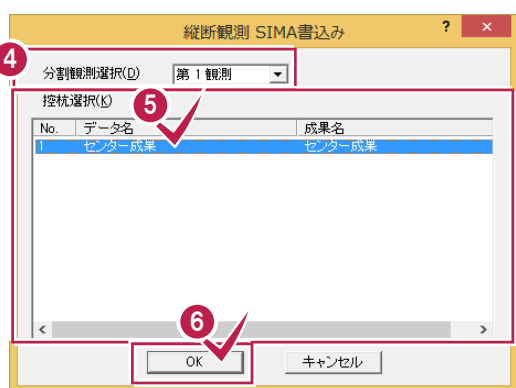 縦断観測 SIMA書込み ? ×
4
分割観測選択(D) 第 1 観測
控杭選択(K)
5
No. データ名 成果名
1 センター成果 センター成果
6
OK キャンセル